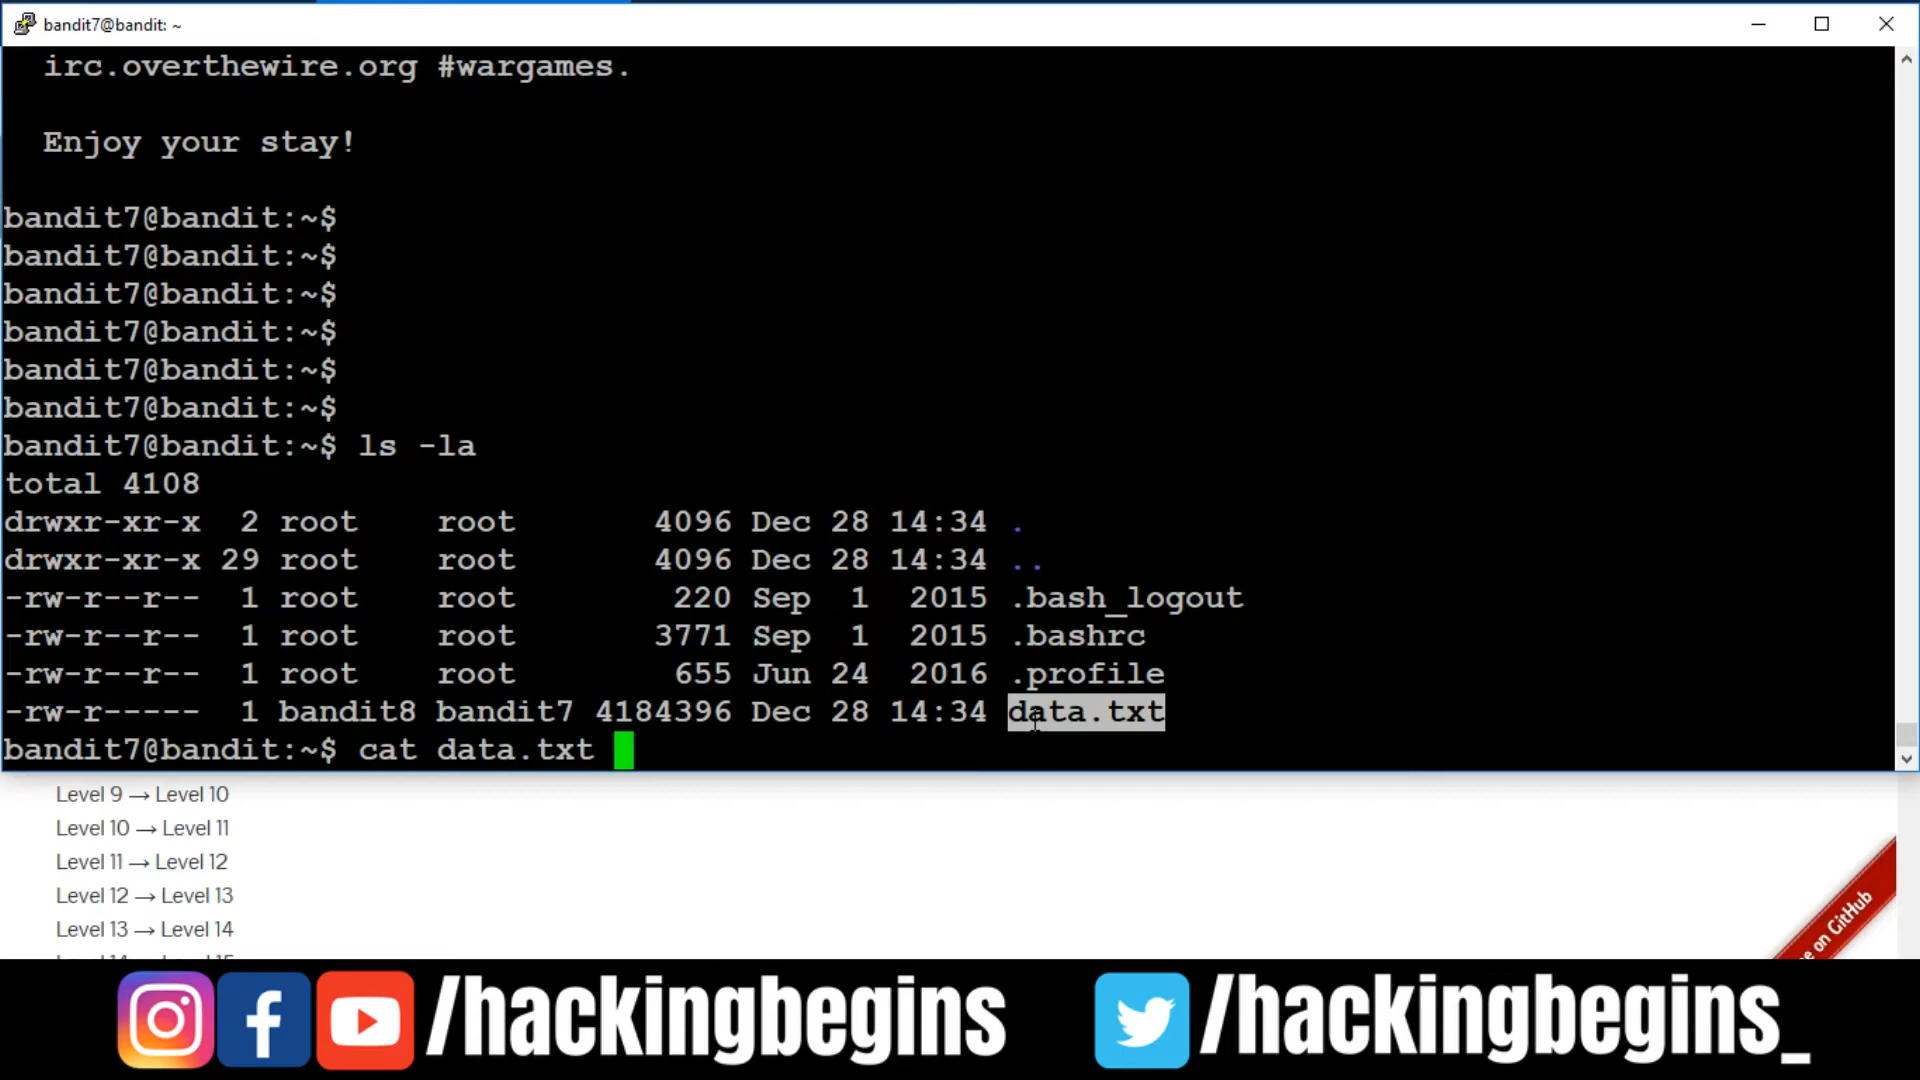 bandit7@bandit: ~
irc.overthewire.org #wargames.
Enjoy your stay!
bandit7@bandit:~$
bandit7@bandit:~$
bandit7@bandit:~$
bandit7@bandit:~$
bandit7@bandit:~$
bandit7@bandit:~$
bandit7@bandit:~$ ls -la
total 4108
drwxr-xr-x  2 root    root       4096 Dec 28 14:34 .
drwxr-xr-x 29 root    root       4096 Dec 28 14:34 ..
-rw-r--r--  1 root    root        220 Sep  1  2015 .bash_logout
-rw-r--r--  1 root    root       3771 Sep  1  2015 .bashrc
-rw-r--r--  1 root    root        655 Jun 24  2016 .profile
-rw-r-----  1 bandit8 bandit7 4184396 Dec 28 14:34 data.txt
bandit7@bandit:~$ cat data.txt
Level 9 → Level 10
Level 10 → Level 11
Level 11 → Level 12
Level 12 → Level 13
Level 13 → Level 14
on GitHub
/hackingbegins
/hackingbegins_